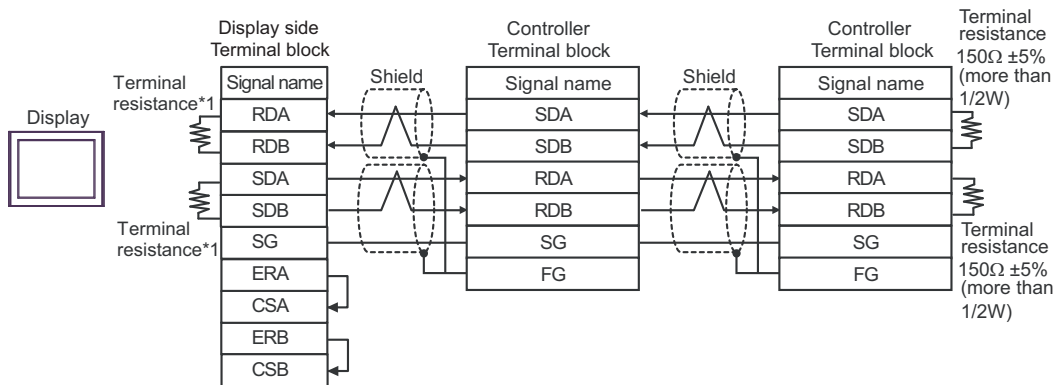 Display
Display side
Terminal block
Terminal
resistance*1
Terminal
resistance*1
Signal name
RDA
RDB
SDA
SDB
SG
ERA
CSA
ERB
CSB
Shield
Controller
Terminal block
Signal name
SDA
SDB
RDA
RDB
SG
FG
Shield
Controller
Terminal block
Signal name
SDA
SDB
RDA
RDB
SG
FG
Terminal
resistance
150Ω ±5%
(more than
1/2W)
Terminal
resistance
150Ω ±5%
(more than
1/2W)